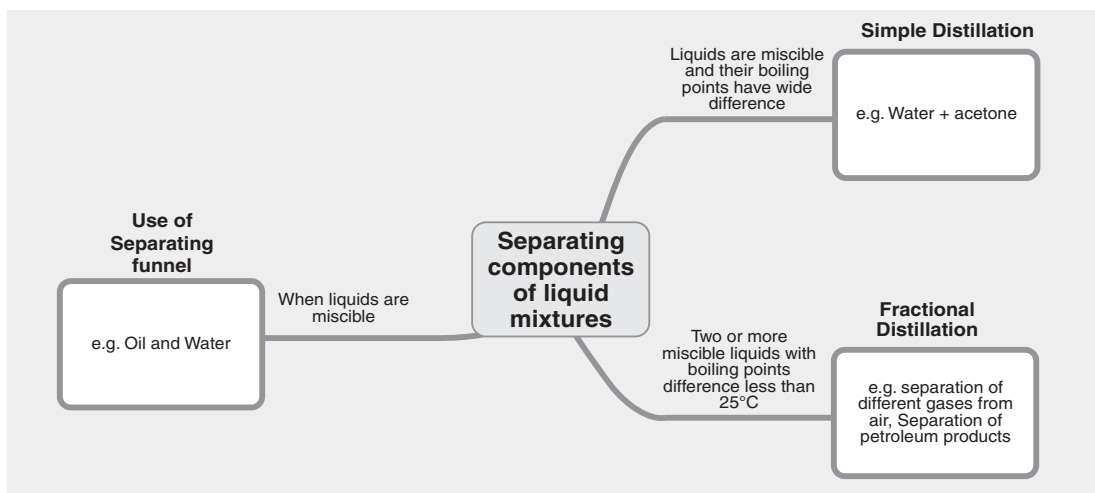 Simple Distillation
Liquids are miscible
and their boiling
points have wide
difference
e.g. Water + acetone
Use of
Separating
funnel
When liquids are
miscible
e.g. Oil and Water
Separating
components
of liquid
mixtures
Fractional
Distillation
Two or more
miscible liquids with
boiling points
difference less than
25°C
e.g. separation of
different gases from
air, Separation of
petroleum products